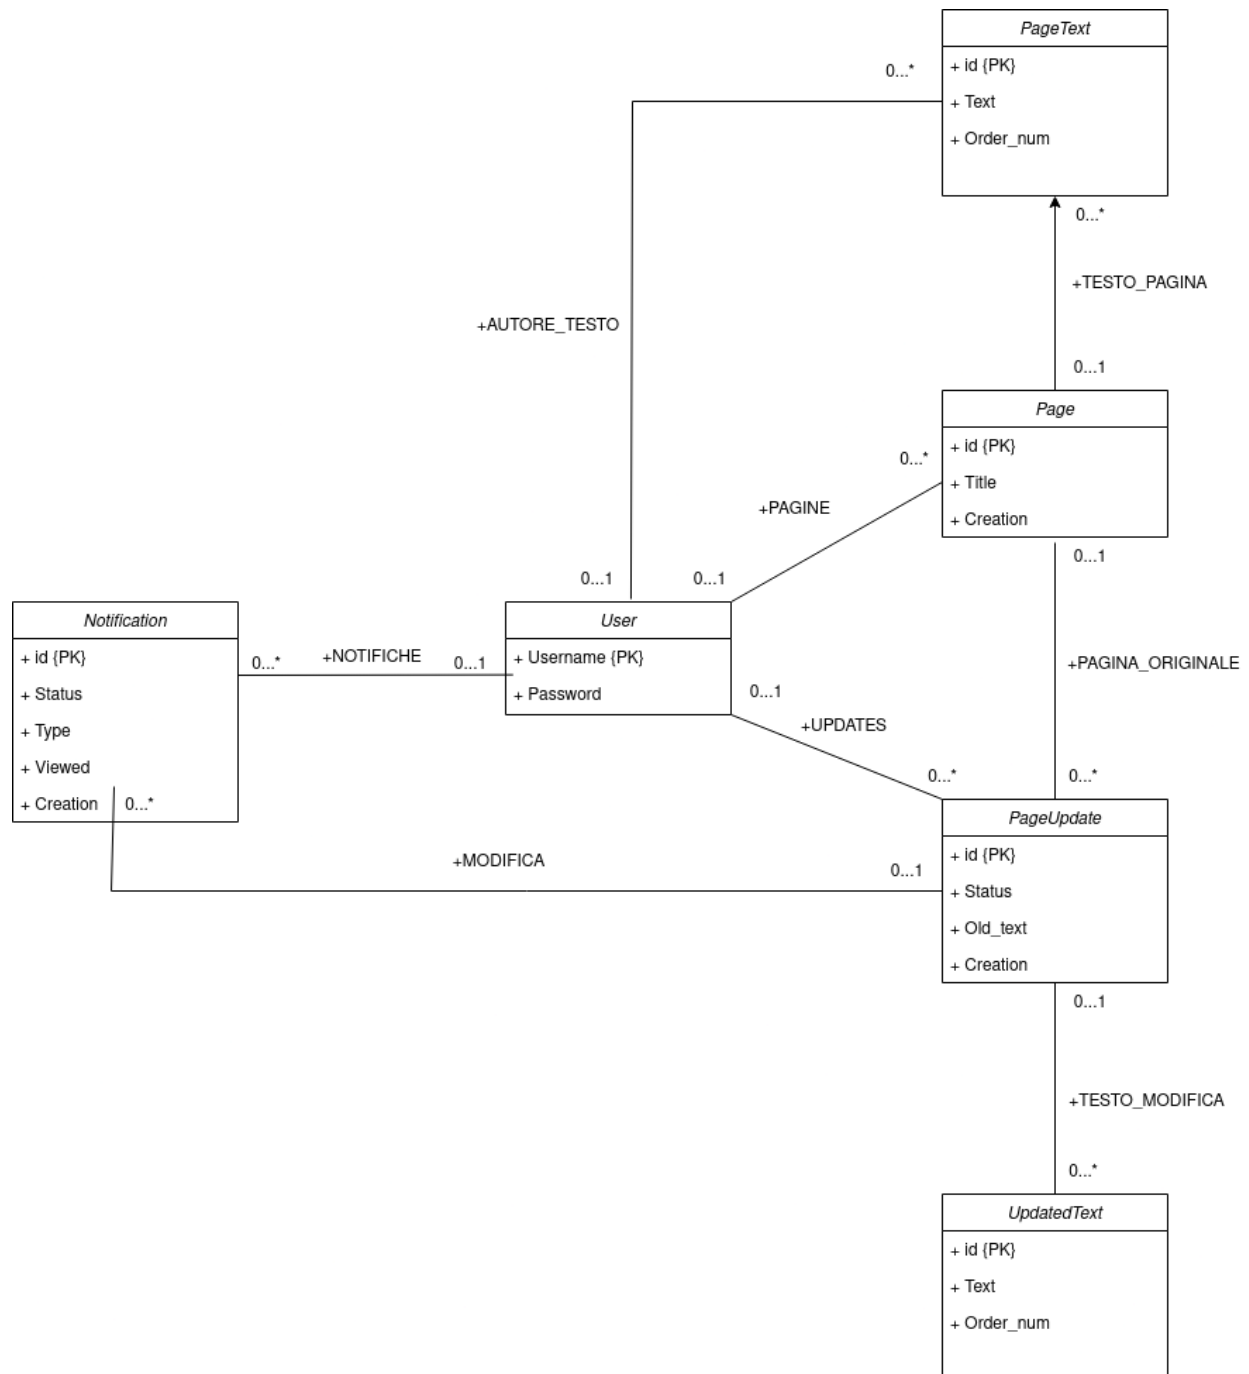 PageText
+ id {PK}
+ Text
+ Order_num
0...*
0...*
+TESTO_PAGINA
0...1
+AUTORE_TESTO
Page
+ id {PK}
+ Title
+ Creation
0...*
+PAGINE
0...1
0...1
0...1
Notification
+ id {PK}
+ Status
+ Type
+ Viewed
+ Creation
0...*
0...*
+NOTIFICHE
0...1
User
+ Username {PK}
+ Password
0...1
+UPDATES
0...*
+PAGINA_ORIGINALE
0...*
+MODIFICA
0...1
PageUpdate
+ id {PK}
+ Status
+ Old_text
+ Creation
0...1
+TESTO_MODIFICA
0...*
UpdatedText
+ id {PK}
+ Text
+ Order_num